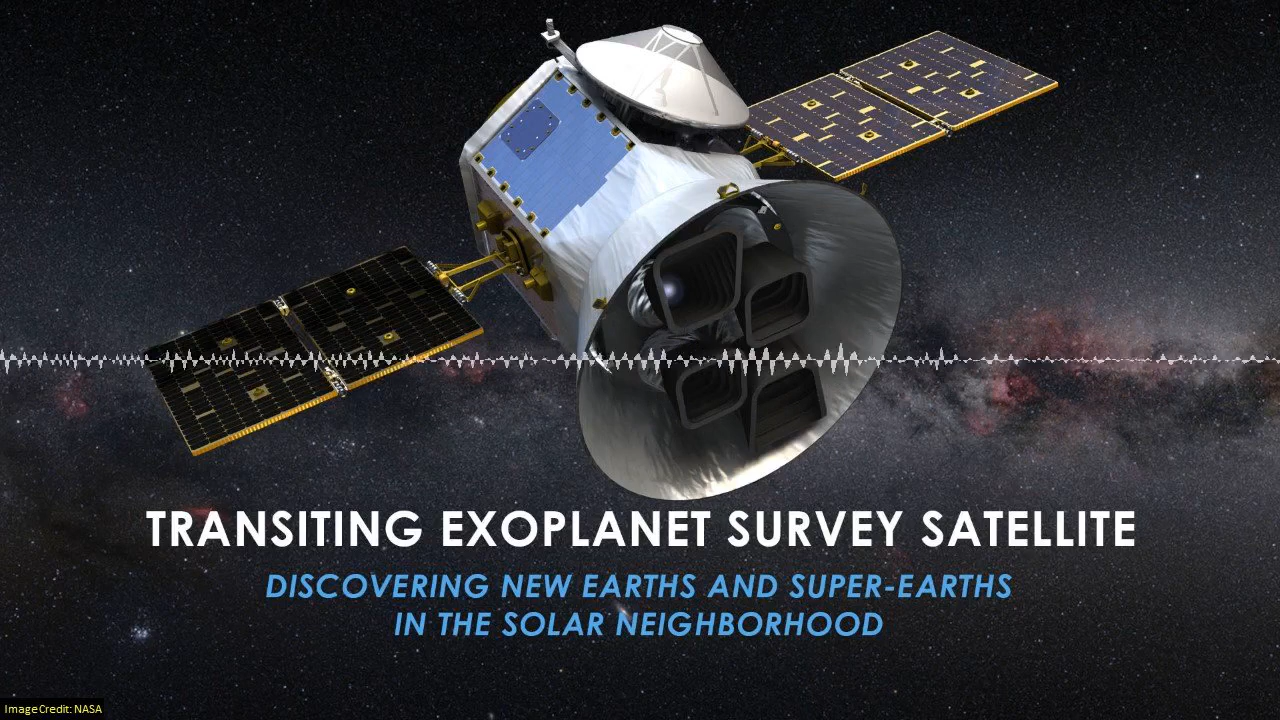 TRANSITING EXOPLANET SURVEY SATELLITE
DISCOVERING NEW EARTHS AND SUPER-EARTHS
IN THE SOLAR NEIGHBORHOOD
Image Credit: NASA